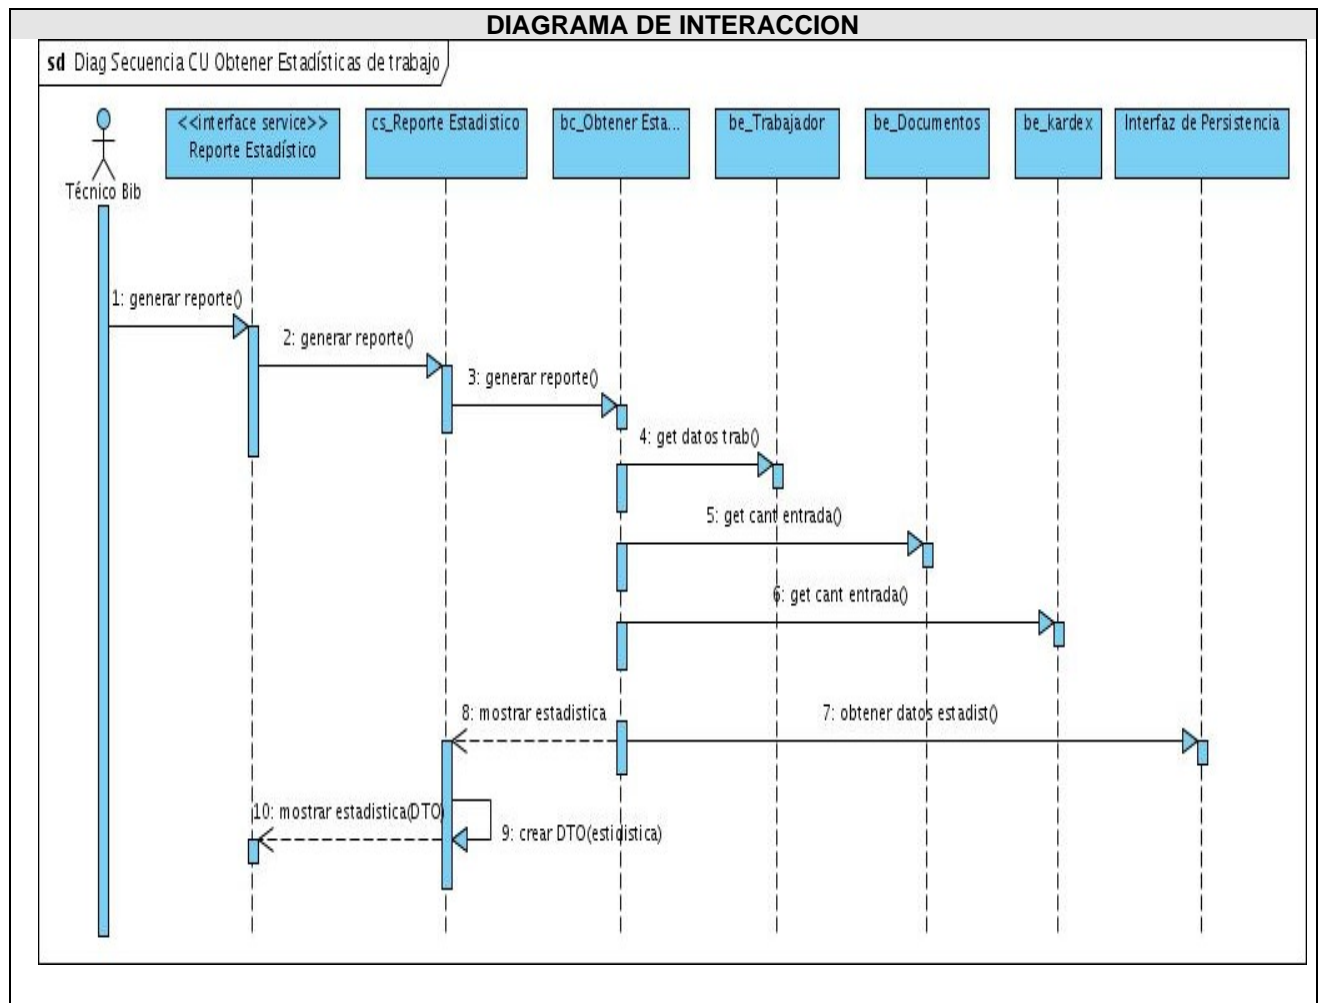 DIAGRAMA DE INTERACCION
sd Diag Secuencia CU Obtener Estadísticas de trabajo
Técnico Bib
<<interface service>>
Reporte Estadístico
cs_Reporte Estadistico
bc_Obtener Esta...
be_Trabajador
be_Documentos
be_kardex
Interfaz de Persistencia
1: generar reporte()
2: generar reporte()
3: generar reporte()
4: get datos trab()
5: get cant entrada()
6: get cant entrada()
8: mostrar estadistica
7: obtener datos estadist()
10: mostrar estadistica(DTO)
9: crear DTO(estidistica)